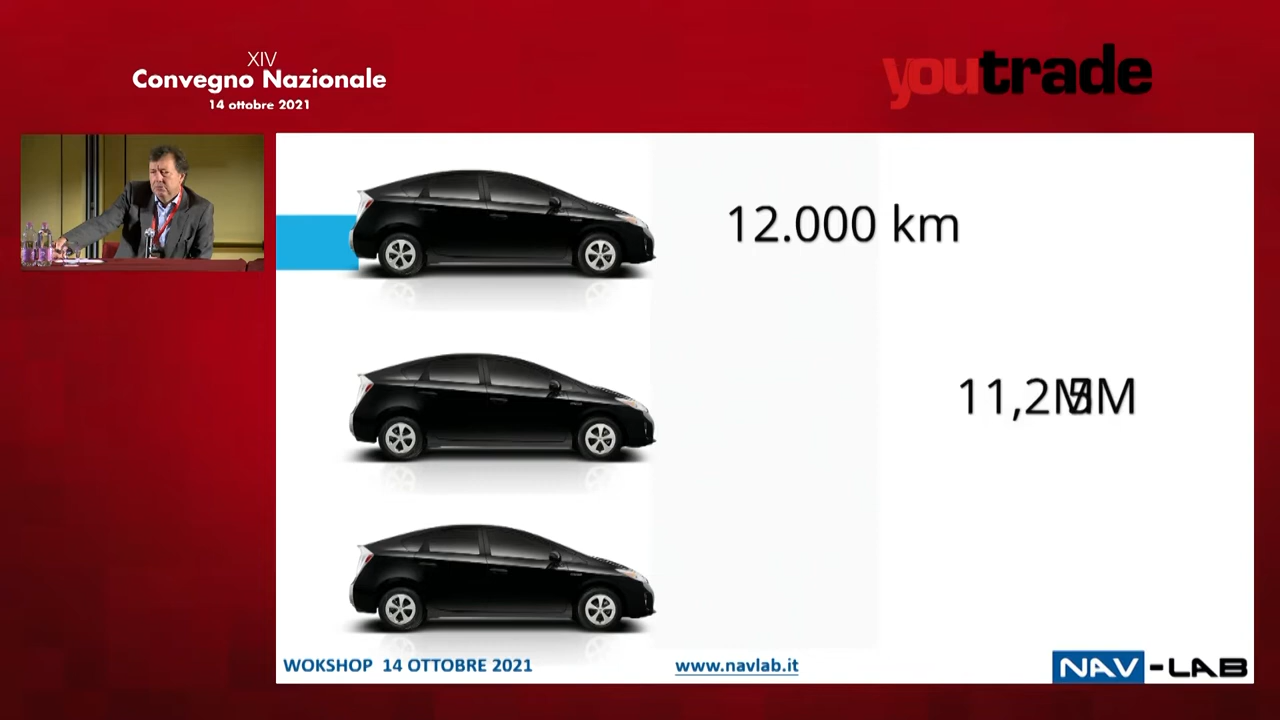 XIV
Convegno Nazionale
14 ottobre 2021
youtrade
12.000 km
WOKSHOP 14 OTTOBRE 2021
www.navlab.it
NAV-LAB